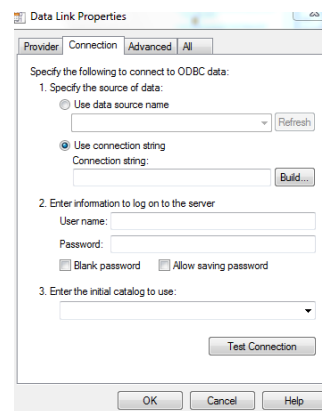 Data Link Properties
Provider Connection Advanced All
Specify the following to connect to ODBC data:
1. Specify the source of data:
Use data source name
Refresh
Use connection string
Connection string:
Build...
2. Enter information to log on to the server
User name:
Password:
Blank password Allow saving password
3. Enter the initial catalog to use:
Test Connection
OK Cancel Help